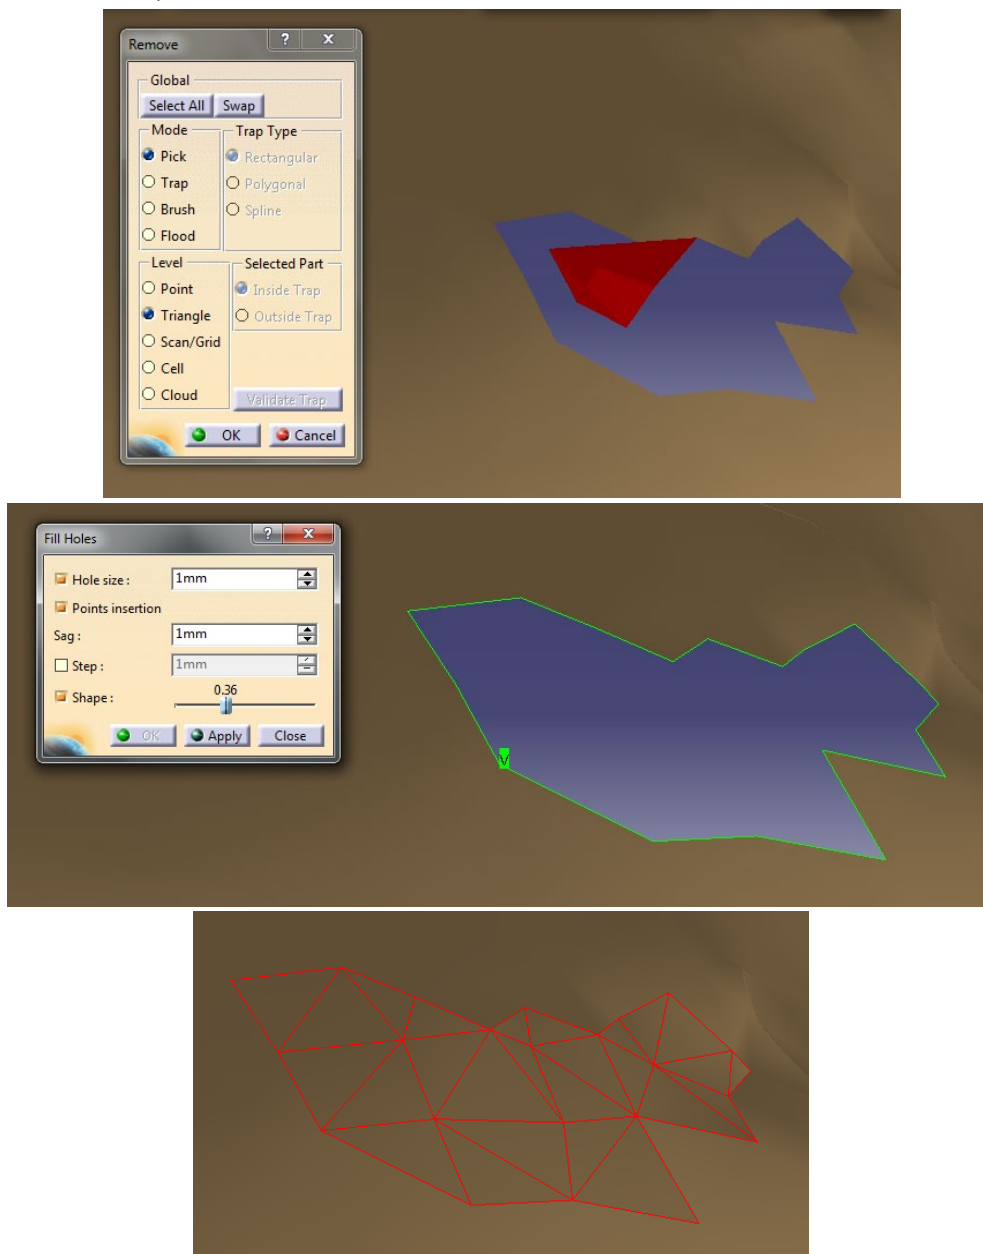 Remove
? X
Global
Select All Swap
Mode
Pick
Trap
Brush
Flood
Trap Type
Rectangular
Polygonal
Spline
Level
Point
Triangle
Scan/Grid
Cell
Cloud
Selected Part
Inside Trap
Outside Trap
Validate Trap
OK Cancel
Fill Holes
? X
Hole size : 1mm
Points insertion
Sag : 1mm
Step : 1mm
Shape : 0.36
OK Apply Close
V